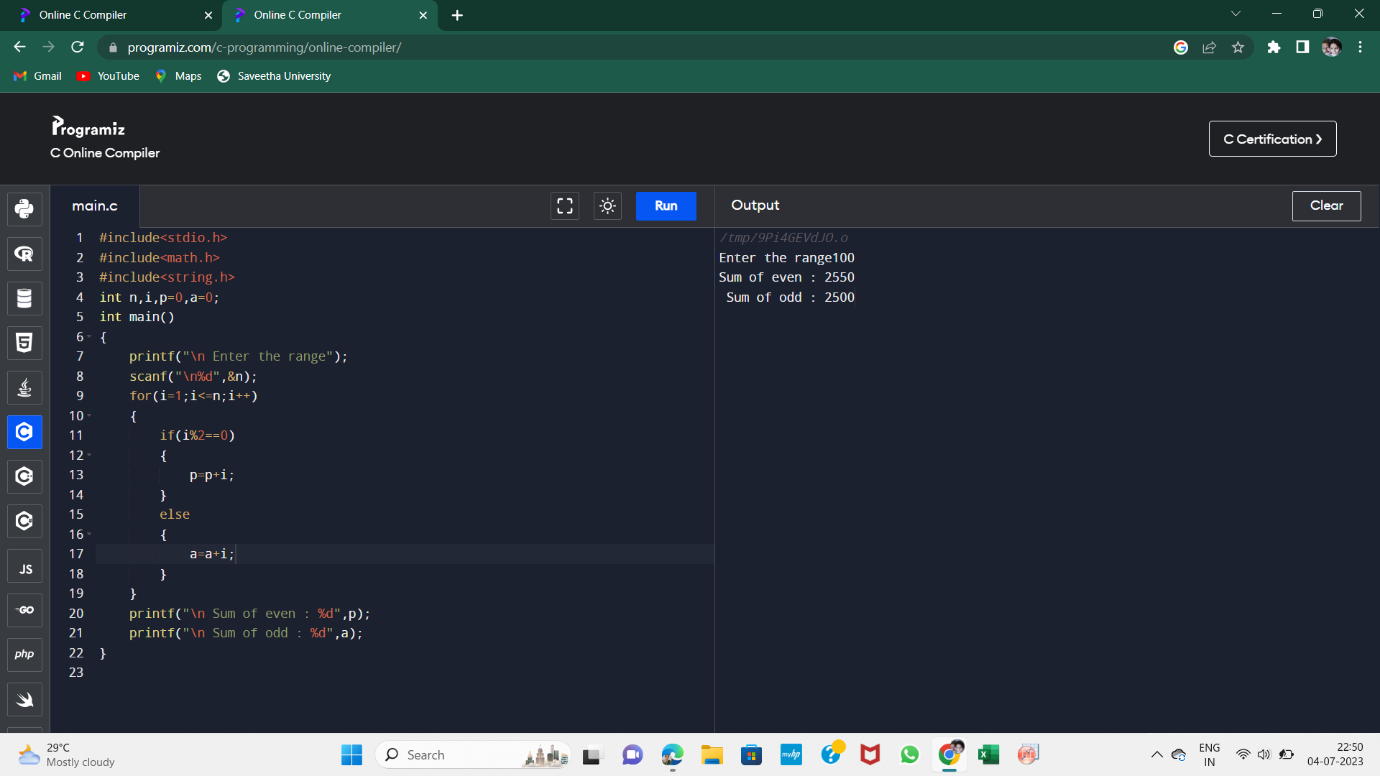 Online C Compiler
Online C Compiler
programiz.com/c-programming/online-compiler/
Gmail YouTube Maps Saveetha University
Programiz
C Online Compiler
C Certification
main.c
Run
Output
Clear
1 #include<stdio.h>
2 #include<math.h>
3 #include<string.h>
4 int n,i,p=0,a=0;
5 int main()
6 {
7 printf("\n Enter the range");
8 scanf("\n%d",&n);
9 for(i=1;i<=n;i++)
10 {
11 if(i%2==0)
12 {
13 p=p+i;
14 }
15 else
16 {
17 a=a+i;
18 }
19 }
20 printf("\n Sum of even : %d",p);
21 printf("\n Sum of odd : %d",a);
22 }
23
/tmp/9Pi4GEVdJO.o
Enter the range100
Sum of even : 2550
Sum of odd : 2500
R
5
C
C
C
JS
GO
php
29°C
Mostly cloudy
Search
myhp
ENG
IN
22:50
04-07-2023